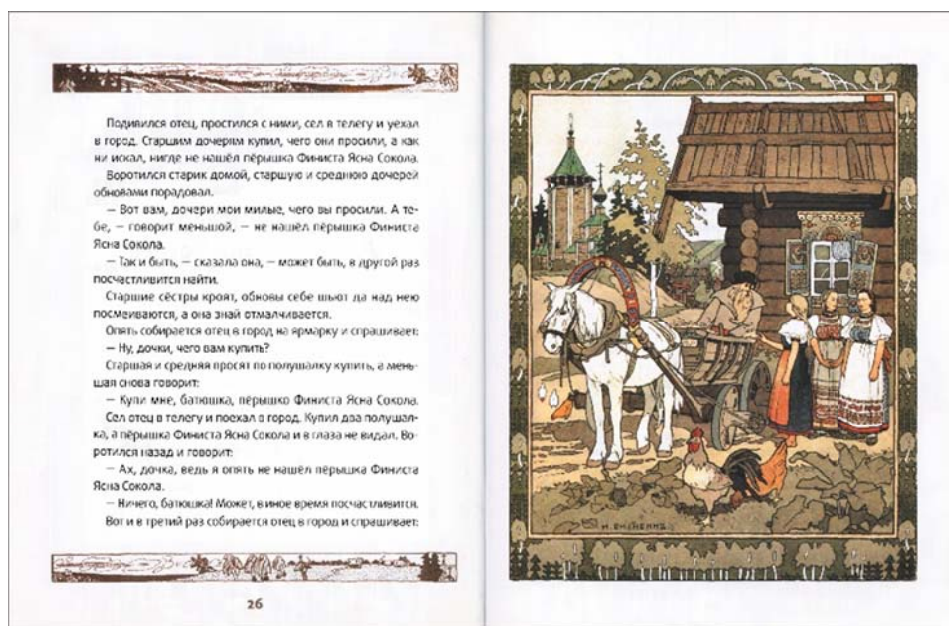 Подивился отец, простился с ними, сел в телегу и уехал
в город. Старшим дочерям купил, чего они просили, а как
ни искал, нигде не нашёл пёрышка Финиста Ясна Сокола.
Воротился старик домой, старшую и среднюю дочерей
обновами порадовал.
– Вот вам, дочери мои милые, чего вы просили. А те-
бе, – говорит меньшой, – не нашёл пёрышка Финиста
Ясна Сокола.
– Так и быть, – сказала она, – может быть, в другой раз
посчастливится найти.
Старшие сёстры кроят, обновы себе шьют да над нею
посмеиваются, а она знай отмалчивается.
Опять собирается отец в город на ярмарку и спрашивает:
– Ну, дочки, чего вам купить?
Старшая и средняя просят по полушалку купить, а мень-
шая снова говорит:
– Купи мне, батюшка, пёрышко Финиста Ясна Сокола.
Сел отец в телегу и поехал в город. Купил два полушал-
ка, а пёрышка Финиста Ясна Сокола и в глаза не видал. Во-
ротился назад и говорит:
– Ах, дочка, ведь я опять не нашёл пёрышка Финиста
Ясна Сокола.
– Ничего, батюшка! Может, в иное время посчастливится.
Вот и в третий раз собирается отец в город и спрашивает:
26
И. БИЛИБИНЪ